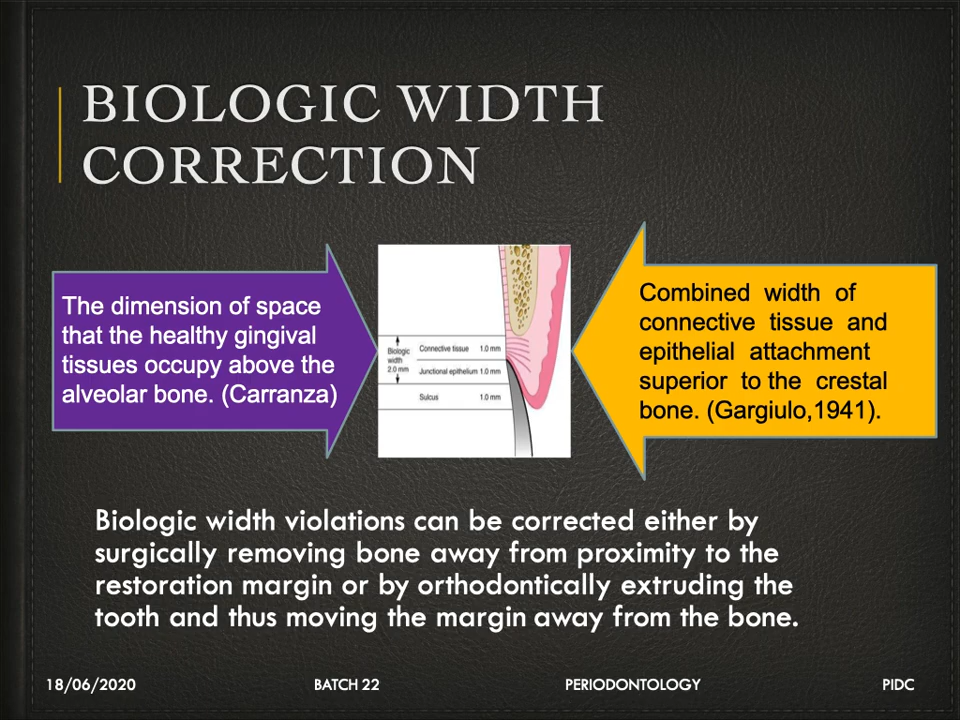 BIOLOGIC WIDTH
CORRECTION
The dimension of space
that the healthy gingival
tissues occupy above the
alveolar bone. (Carranza)
Biologic
width
2.0 mm
Connective tissue 1.0 mm
Junctional epithelium 1.0 mm
Sulcus 1.0 mm
Combined width of
connective tissue and
epithelial attachment
superior to the crestal
bone. (Gargiulo,1941).
Biologic width violations can be corrected either by
surgically removing bone away from proximity to the
restoration margin or by orthodontically extruding the
tooth and thus moving the margin away from the bone.
18/06/2020 BATCH 22 PERIODONTOLOGY PIDC